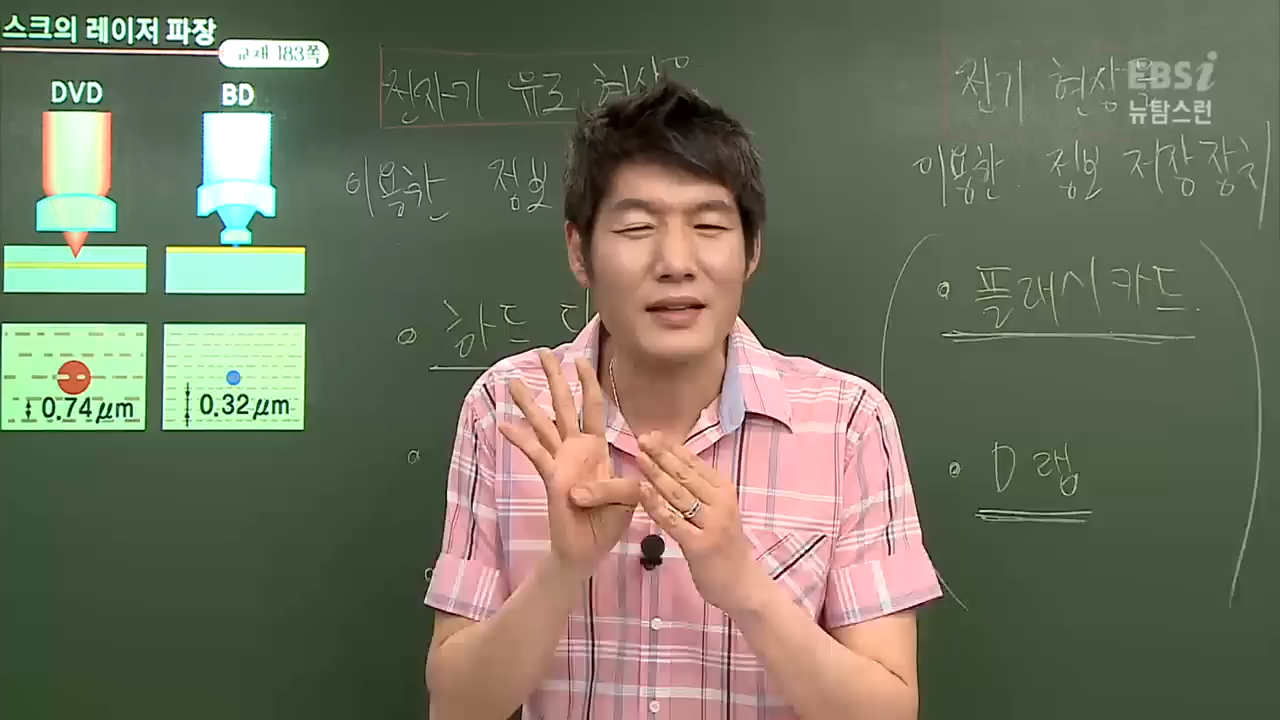 스크의 레이저 파장
교재 183쪽
DVD
BD
0.74μm
0.32μm
전자기 유도 현상을
이용한 정보
하드 디
전기 현상을
이용한 정보 저장 장치
플래시 카드
D 램
EBSi
뉴탐스런